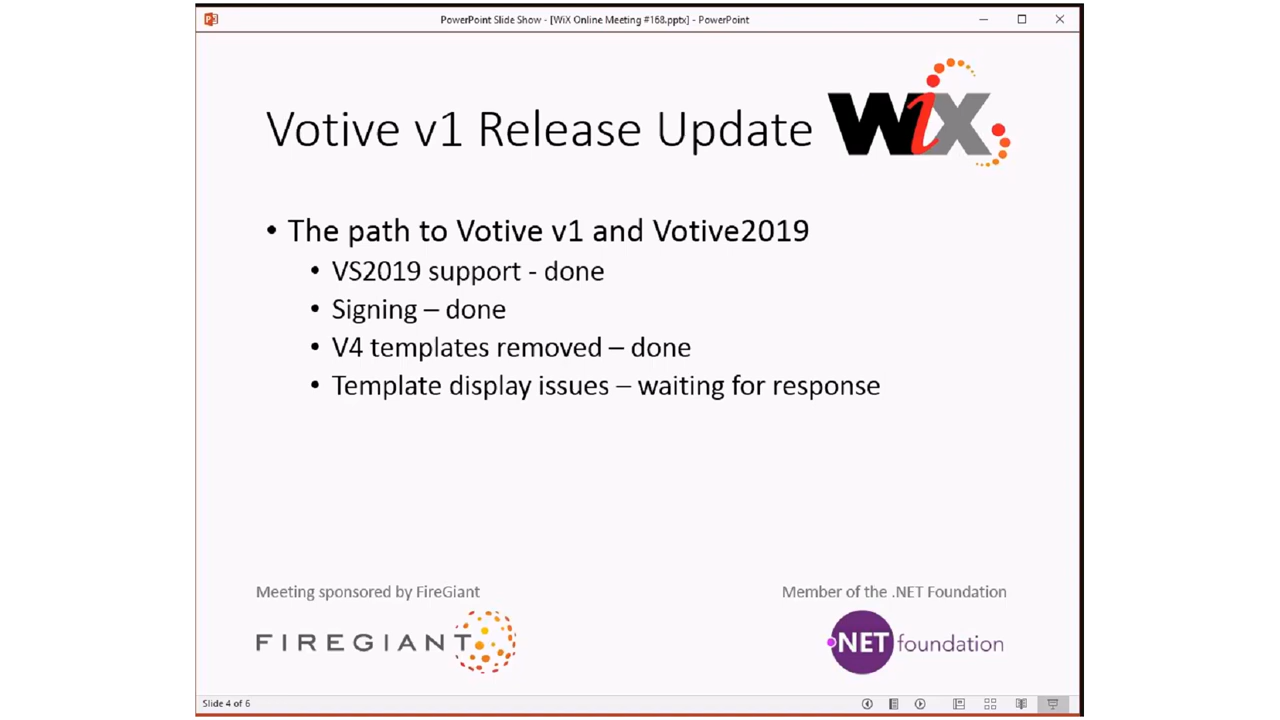 PowerPoint Slide Show - [WiX Online Meeting #168.pptx] - PowerPoint
Votive v1 Release Update
WiX
• The path to Votive v1 and Votive2019
• VS2019 support - done
• Signing – done
• V4 templates removed – done
• Template display issues – waiting for response
Meeting sponsored by FireGiant
Member of the .NET Foundation
FIREGIANT
.NET foundation
Slide 4 of 6